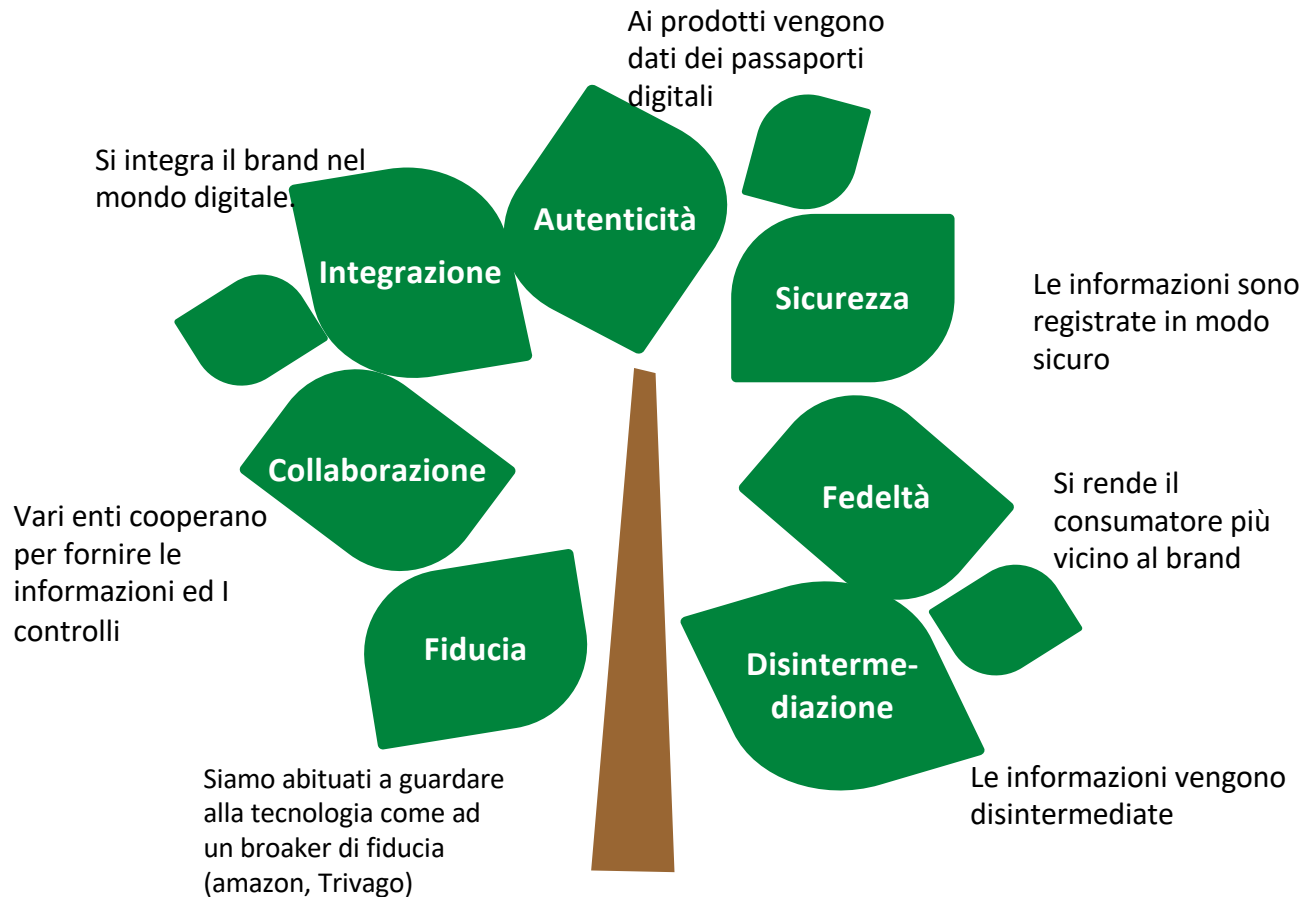 Ai prodotti vengono
dati dei passaporti
digitali
Si integra il brand nel
mondo digitale.
Autenticità
Integrazione
Sicurezza
Le informazioni sono
registrate in modo
sicuro
Collaborazione
Fedeltà
Si rende il
consumatore più
vicino al brand
Vari enti cooperano
per fornire le
informazioni ed I
controlli
Fiducia
Disinterme-
diazione
Siamo abituati a guardare
alla tecnologia come ad
un broaker di fiducia
(amazon, Trivago)
Le informazioni vengono
disintermediate